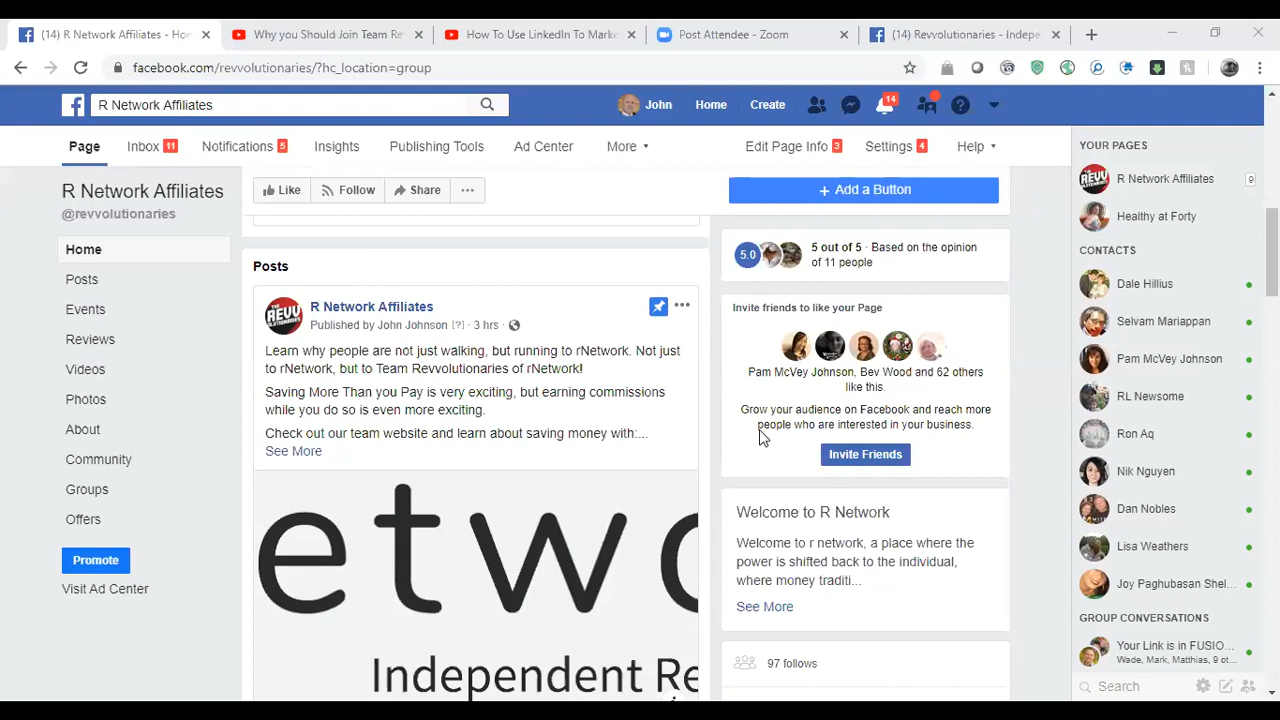 (14) R Network Affiliates - Hon
Why you Should Join Team Re
How To Use LinkedIn To Marke
Post Attendee - Zoom
(14) Revvolutionaries - Indepe
facebook.com/revvolutionaries/?hc_location=group
R Network Affiliates
John
Home
Create
14
Page
Inbox 11
Notifications 5
Insights
Publishing Tools
Ad Center
More
Edit Page Info 3
Settings 4
Help
R Network Affiliates
@revvolutionaries
Home
Posts
Events
Reviews
Videos
Photos
About
Community
Groups
Offers
Promote
Visit Ad Center
Like
Follow
Share
...
+ Add a Button
Posts
R Network Affiliates
Published by John Johnson [?] · 3 hrs ·
Learn why people are not just walking, but running to rNetwork. Not just
to rNetwork, but to Team Revvolutionaries of rNetwork!
Saving More Than you Pay is very exciting, but earning commissions
while you do so is even more exciting.
Check out our team website and learn about saving money with:...
See More
etwo
Independent Re
5.0
5 out of 5 · Based on the opinion
of 11 people
Invite friends to like your Page
Pam McVey Johnson, Bev Wood and 62 others
like this.
Grow your audience on Facebook and reach more
people who are interested in your business.
Invite Friends
Welcome to R Network
Welcome to r network, a place where the
power is shifted back to the individual,
where money traditi...
See More
97 follows
YOUR PAGES
R Network Affiliates
9
Healthy at Forty
CONTACTS
Dale Hillius
Selvam Mariappan
Pam McVey Johnson
RL Newsome
Ron Aq
Nik Nguyen
Dan Nobles
Lisa Weathers
Joy Paghubasan Shel...
GROUP CONVERSATIONS
Your Link is in FUSIO...
Wade, Mark, Matthias, 9 ot...
Search